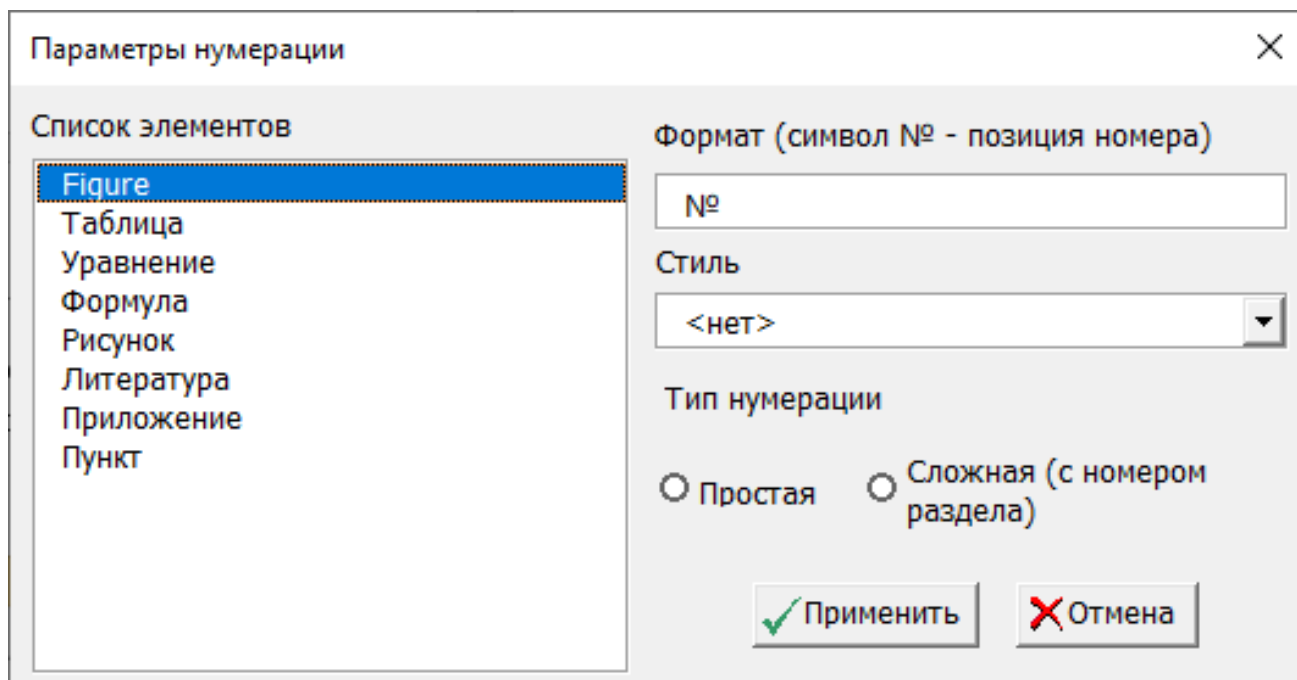 Параметры нумерации
Список элементов
Figure
Таблица
Уравнение
Формула
Рисунок
Литература
Приложение
Пункт
Формат (символ № - позиция номера)
№
Стиль
<нет>
Тип нумерации
Простая
Сложная (с номером
раздела)
Применить
Отмена